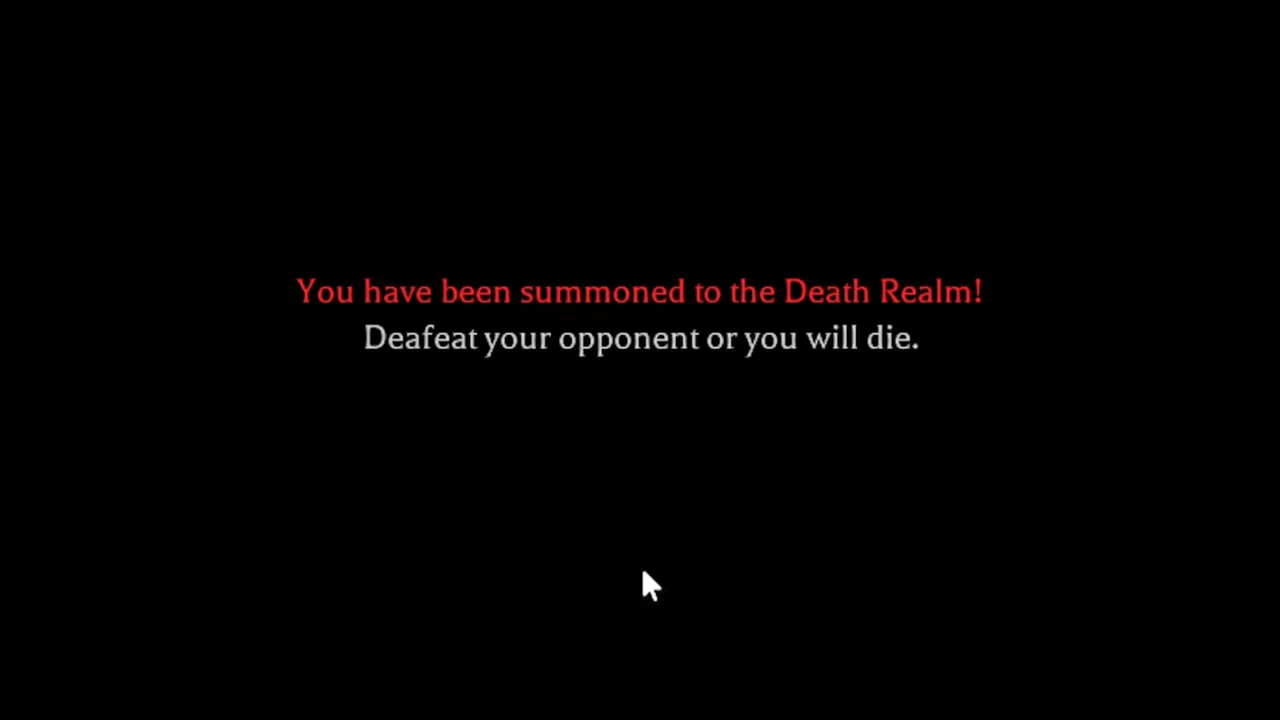 You have been summoned to the Death Realm!
Deafeat your opponent or you will die.